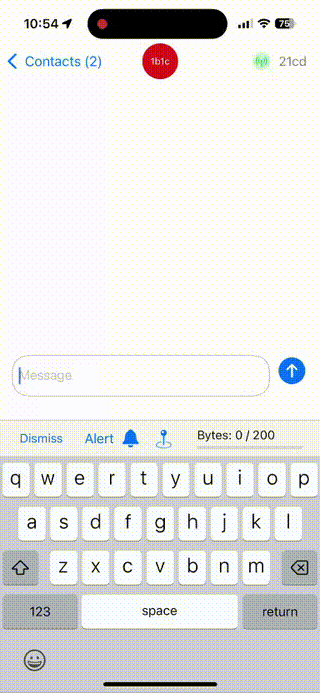 10:54
75
Contacts (2)
1b1c
21cd
Message
Dismiss
Alert
Bytes: 0 / 200
q w e r t y u i o p
a s d f g h j k l
z x c v b n m
123
space
return